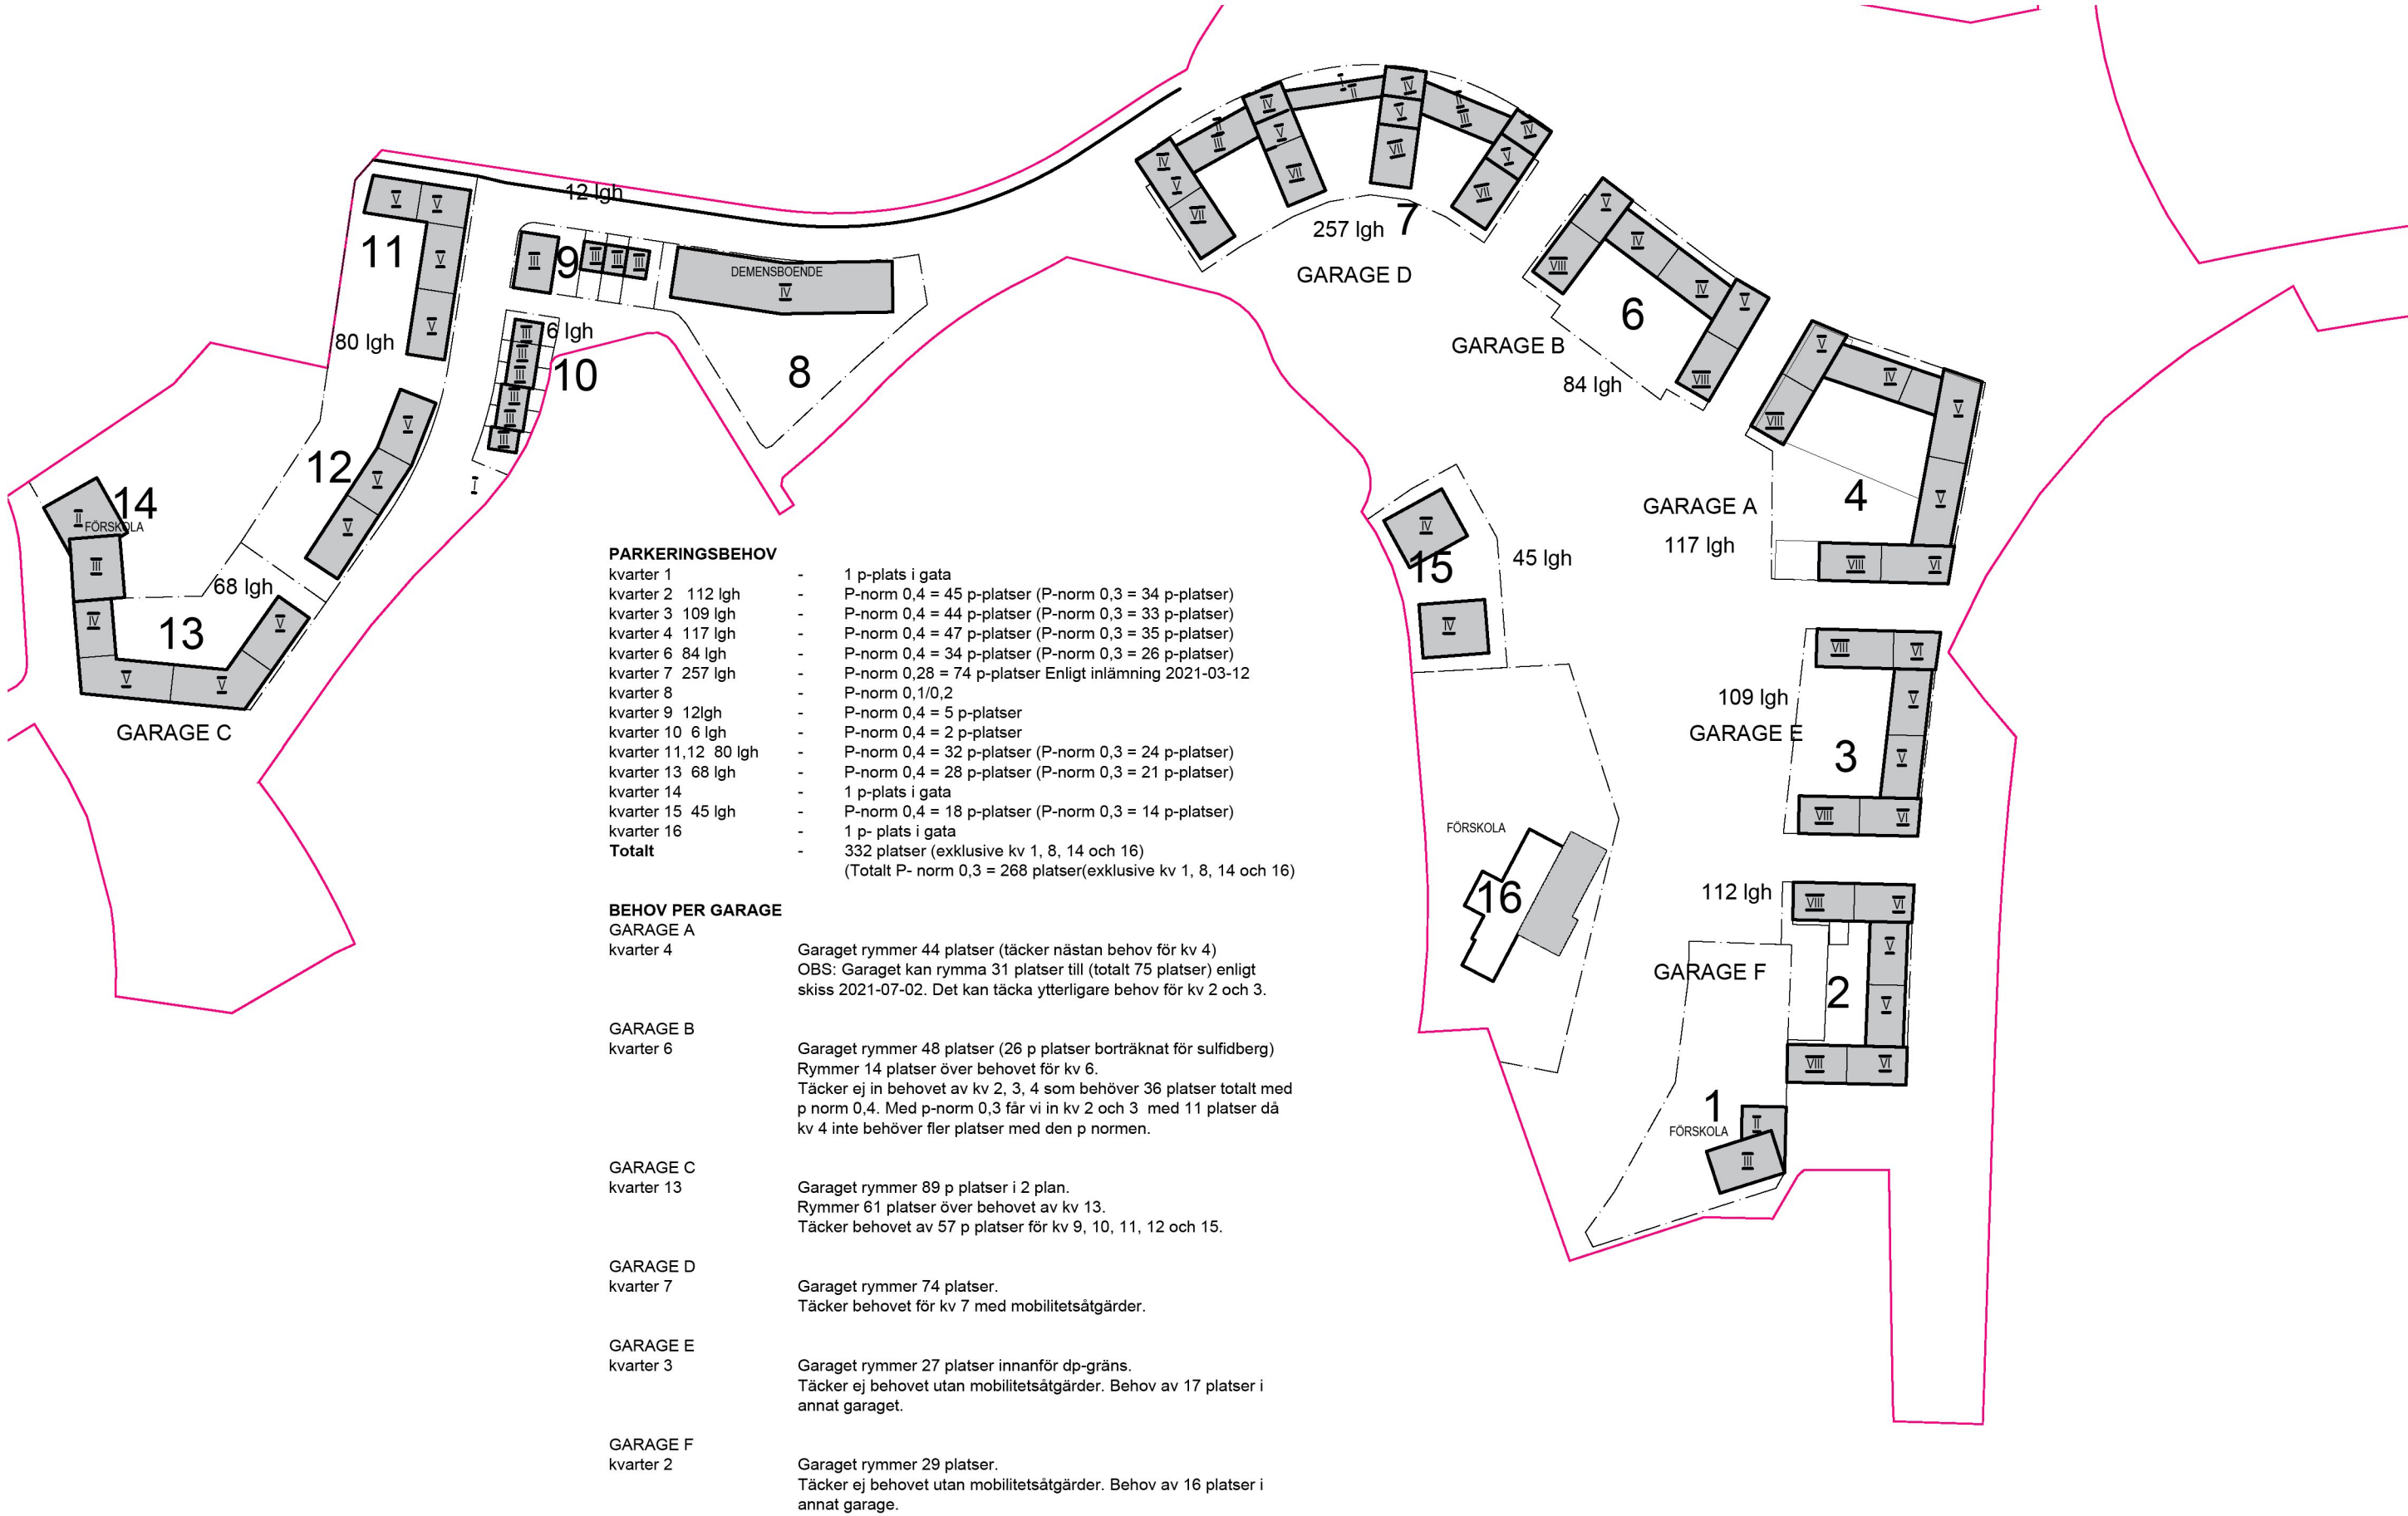 12 lgh
11
9
DEMENSBOENDE
IV
80 lgh
6 lgh
10
8
12
14
FÖRSKOLA
68 lgh
13
GARAGE C
257 lgh 7
GARAGE D
6
GARAGE B
84 lgh
4
GARAGE A
117 lgh
15
45 lgh
109 lgh
GARAGE E
3
FÖRSKOLA
16
112 lgh
GARAGE F
2
1
FÖRSKOLA
PARKERINGSBEHOV
kvarter 1 - 1 p-plats i gata
kvarter 2 112 lgh - P-norm 0,4 = 45 p-platser (P-norm 0,3 = 34 p-platser)
kvarter 3 109 lgh - P-norm 0,4 = 44 p-platser (P-norm 0,3 = 33 p-platser)
kvarter 4 117 lgh - P-norm 0,4 = 47 p-platser (P-norm 0,3 = 35 p-platser)
kvarter 6 84 lgh - P-norm 0,4 = 34 p-platser (P-norm 0,3 = 26 p-platser)
kvarter 7 257 lgh - P-norm 0,28 = 74 p-platser Enligt inlämning 2021-03-12
kvarter 8 - P-norm 0,1/0,2
kvarter 9 12lgh - P-norm 0,4 = 5 p-platser
kvarter 10 6 lgh - P-norm 0,4 = 2 p-platser
kvarter 11,12 80 lgh - P-norm 0,4 = 32 p-platser (P-norm 0,3 = 24 p-platser)
kvarter 13 68 lgh - P-norm 0,4 = 28 p-platser (P-norm 0,3 = 21 p-platser)
kvarter 14 - 1 p-plats i gata
kvarter 15 45 lgh - P-norm 0,4 = 18 p-platser (P-norm 0,3 = 14 p-platser)
kvarter 16 - 1 p- plats i gata
Totalt - 332 platser (exklusive kv 1, 8, 14 och 16)
(Totalt P- norm 0,3 = 268 platser(exklusive kv 1, 8, 14 och 16)
BEHOV PER GARAGE
GARAGE A
kvarter 4 Garaget rymmer 44 platser (täcker nästan behov för kv 4)
OBS: Garaget kan rymma 31 platser till (totalt 75 platser) enligt
skiss 2021-07-02. Det kan täcka ytterligare behov för kv 2 och 3.
GARAGE B
kvarter 6 Garaget rymmer 48 platser (26 p platser borträknat för sulfidberg)
Rymmer 14 platser över behovet för kv 6.
Täcker ej in behovet av kv 2, 3, 4 som behöver 36 platser totalt med
p norm 0,4. Med p-norm 0,3 får vi in kv 2 och 3 med 11 platser då
kv 4 inte behöver fler platser med den p normen.
GARAGE C
kvarter 13 Garaget rymmer 89 p platser i 2 plan.
Rymmer 61 platser över behovet av kv 13.
Täcker behovet av 57 p platser för kv 9, 10, 11, 12 och 15.
GARAGE D
kvarter 7 Garaget rymmer 74 platser.
Täcker behovet för kv 7 med mobilitetsåtgärder.
GARAGE E
kvarter 3 Garaget rymmer 27 platser innanför dp-gräns.
Täcker ej behovet utan mobilitetsåtgärder. Behov av 17 platser i
annat garaget.
GARAGE F
kvarter 2 Garaget rymmer 29 platser.
Täcker ej behovet utan mobilitetsåtgärder. Behov av 16 platser i
annat garage.